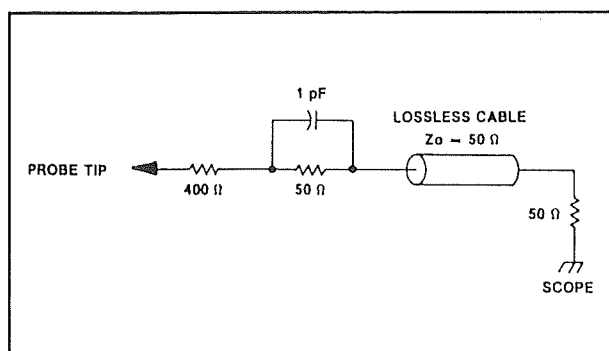 1 pF
LOSSLESS CABLE
Zo = 50 Ω
PROBE TIP
400 Ω
50 Ω
50 Ω
SCOPE